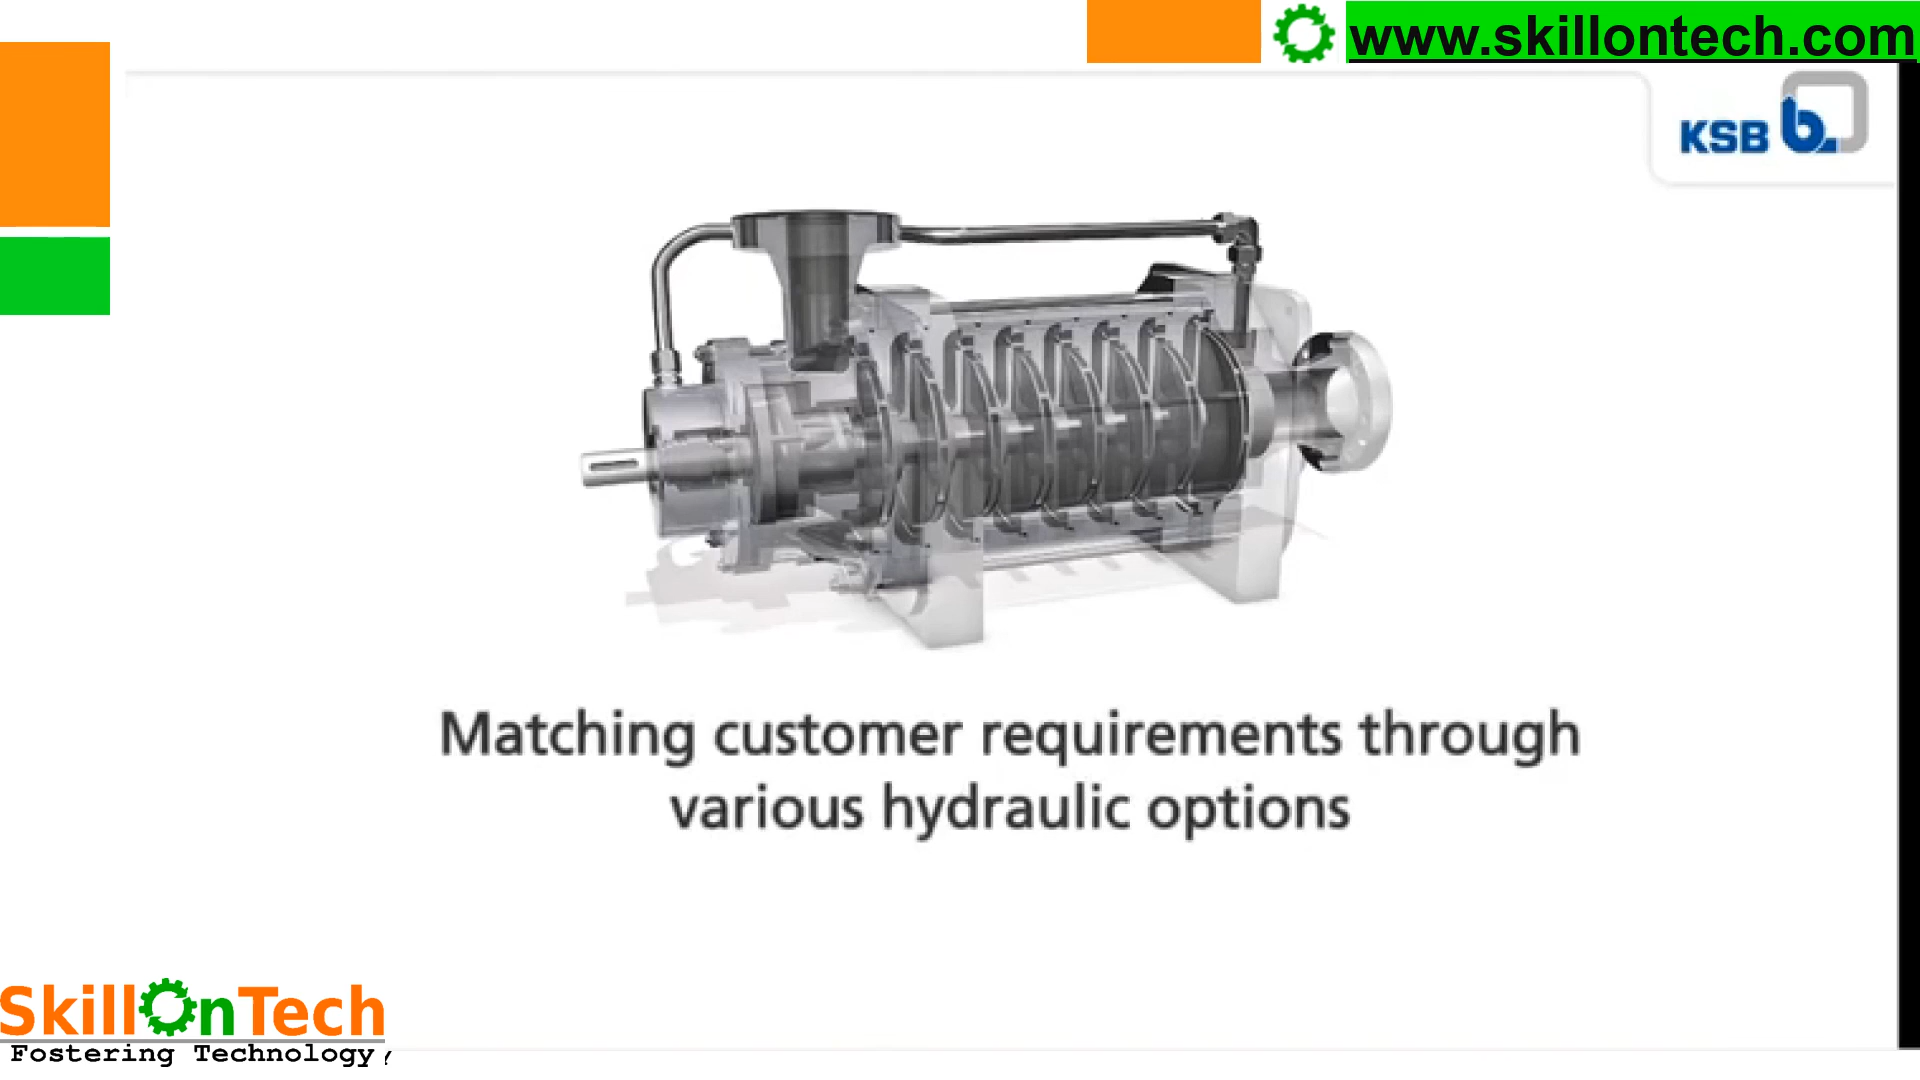 www.skillontech.com
KSB b
Matching customer requirements through
various hydraulic options
SkillOnTech
Fostering Technology